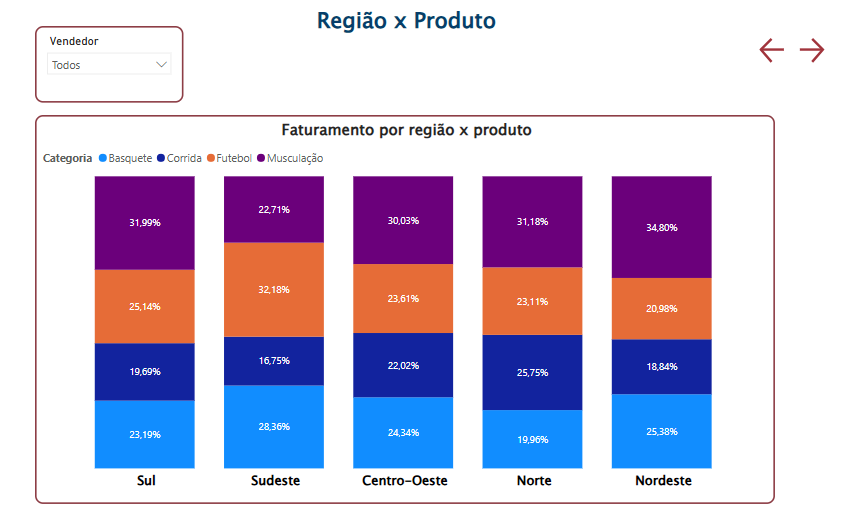 Região x Produto
Vendedor
Todos
Faturamento por região x produto
Categoria Basquete Corrida Futebol Musculação
31,99% 22,71% 30,03% 31,18% 34,80%
25,14% 32,18% 23,61% 23,11% 20,98%
19,69% 16,75% 22,02% 25,75% 18,84%
23,19% 28,36% 24,34% 19,96% 25,38%
Sul Sudeste Centro-Oeste Norte Nordeste